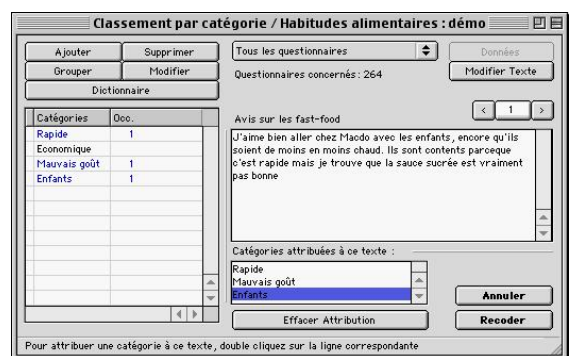 Classement par catégorie / Habitudes alimentaires : démo
Ajouter
Supprimer
Grouper
Modifier
Dictionnaire
Tous les questionnaires
Questionnaires concernés : 264
Données
Modifier Texte
Catégories Occ.
Rapide 1
Economique
Mauvais goût 1
Enfants 1
< 1 >
Avis sur les fast-food
J'aime bien aller chez Macdo avec les enfants, encore qu'ils
soient de moins en moins chaud. Ils sont contents parceque
c'est rapide mais je trouve que la sauce sucrée est vraiment
pas bonne
Catégories attribuées à ce texte :
Rapide
Mauvais goût
Enfants
Effacer Attribution
Annuler
Recoder
Pour attribuer une catégorie à ce texte, double cliquez sur la ligne correspondante